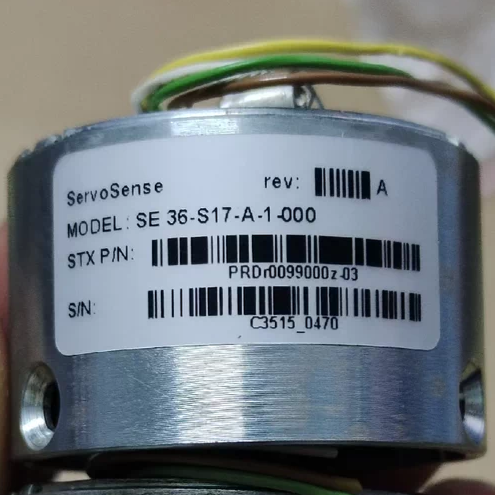 ServoSense rev: A
MODEL: SE 36-S17-A-1-000
STX P/N:
PRDr0099000z-03
S/N:
C3515_0470